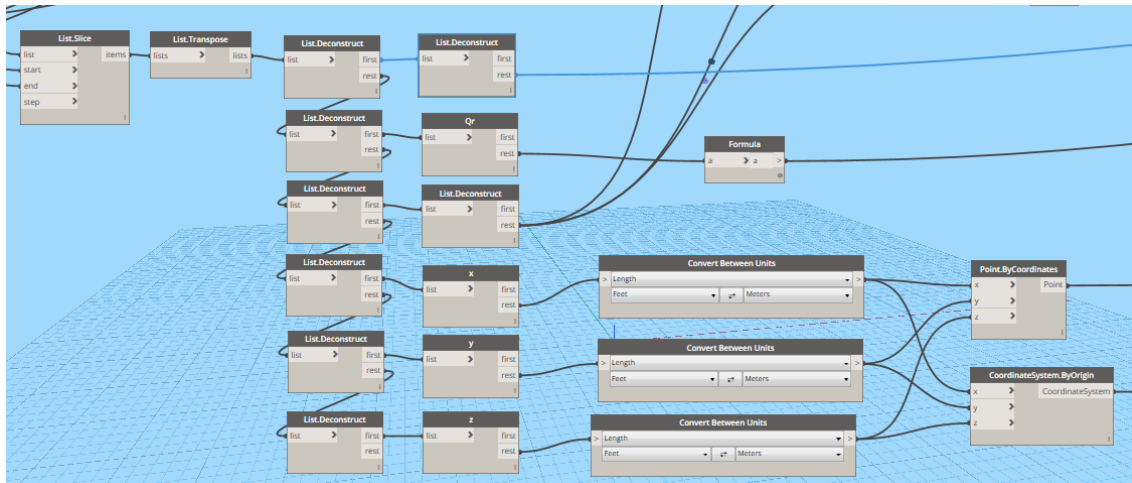 List.Slice
list > items
start >
end >
step >
l
List.Transpose
lists > lists
l
List.Deconstruct
list > first
rest
l
List.Deconstruct
list > first
rest
l
List.Deconstruct
list > first
rest
l
Qr
list > first
rest
l
Formula
a > a >
List.Deconstruct
list > first
rest
l
List.Deconstruct
list > first
rest
l
List.Deconstruct
list > first
rest
l
x
list > first
rest
l
Convert Between Units
> Length >
Feet ⇄ Meters
Point.ByCoordinates
x > Point
y >
z >
l
List.Deconstruct
list > first
rest
l
y
list > first
rest
l
Convert Between Units
> Length >
Feet ⇄ Meters
CoordinateSystem.ByOrigin
x > CoordinateSystem
y >
z >
l
List.Deconstruct
list > first
rest
l
z
list > first
rest
l
Convert Between Units
> Length >
Feet ⇄ Meters